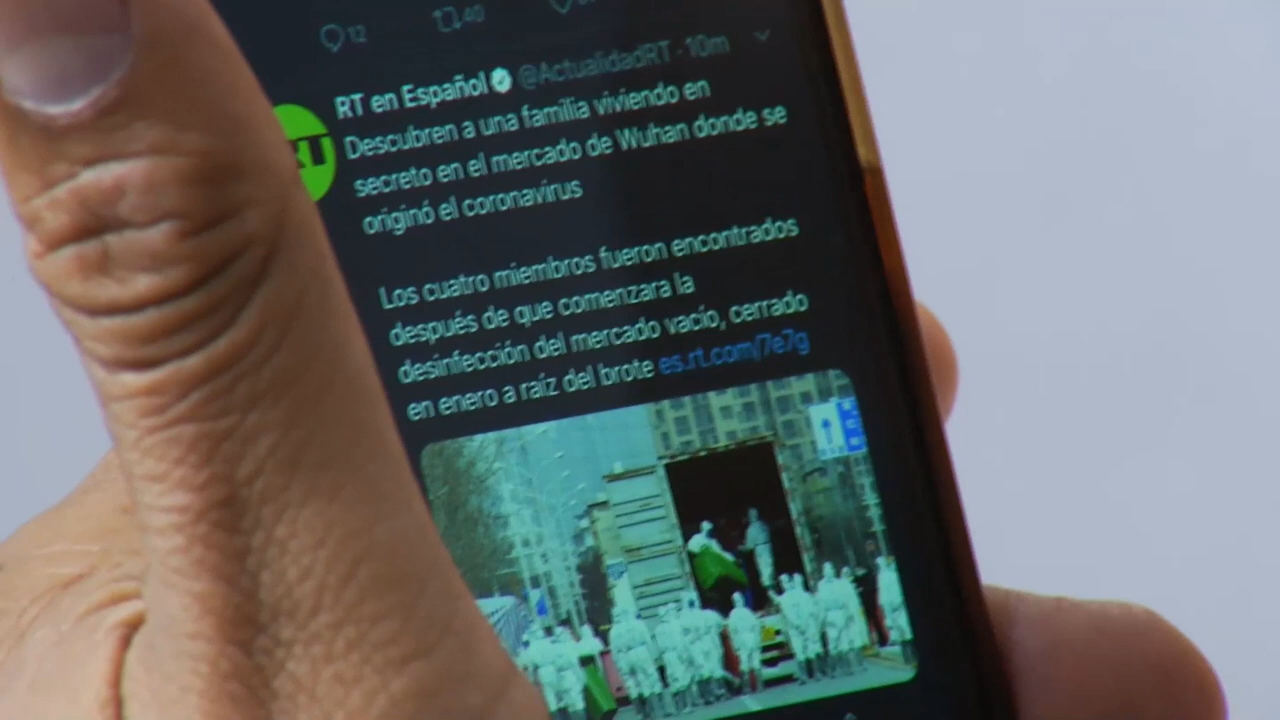 12
40
RT en Español @ActualidadRT · 10m
RT
Descubren a una familia viviendo en
secreto en el mercado de Wuhan donde se
originó el coronavirus
Los cuatro miembros fueron encontrados
después de que comenzara la
desinfección del mercado vacío, cerrado
en enero a raíz del brote es.rt.com/7e7g